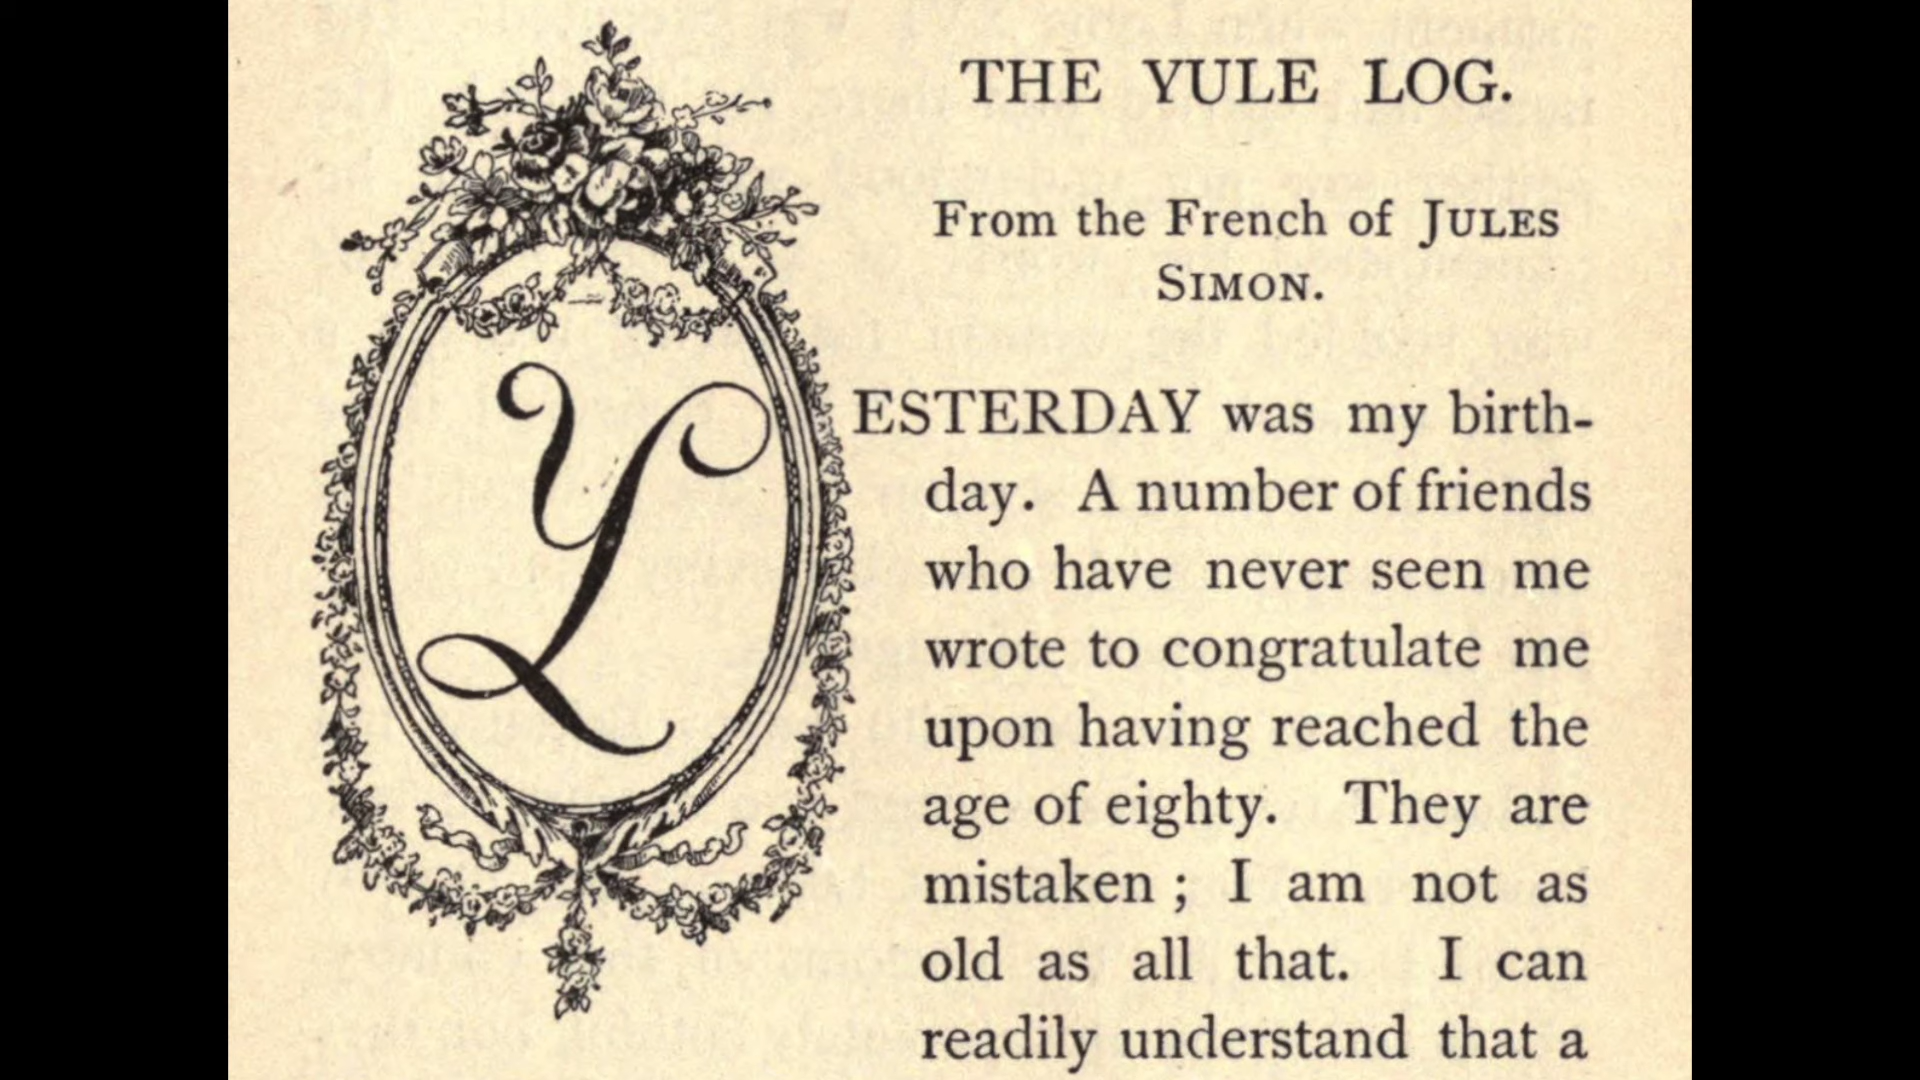 THE YULE LOG.
From the French of JULES
SIMON.
YESTERDAY was my birth-
day. A number of friends
who have never seen me
wrote to congratulate me
upon having reached the
age of eighty. They are
mistaken ; I am not as
old as all that. I can
readily understand that a